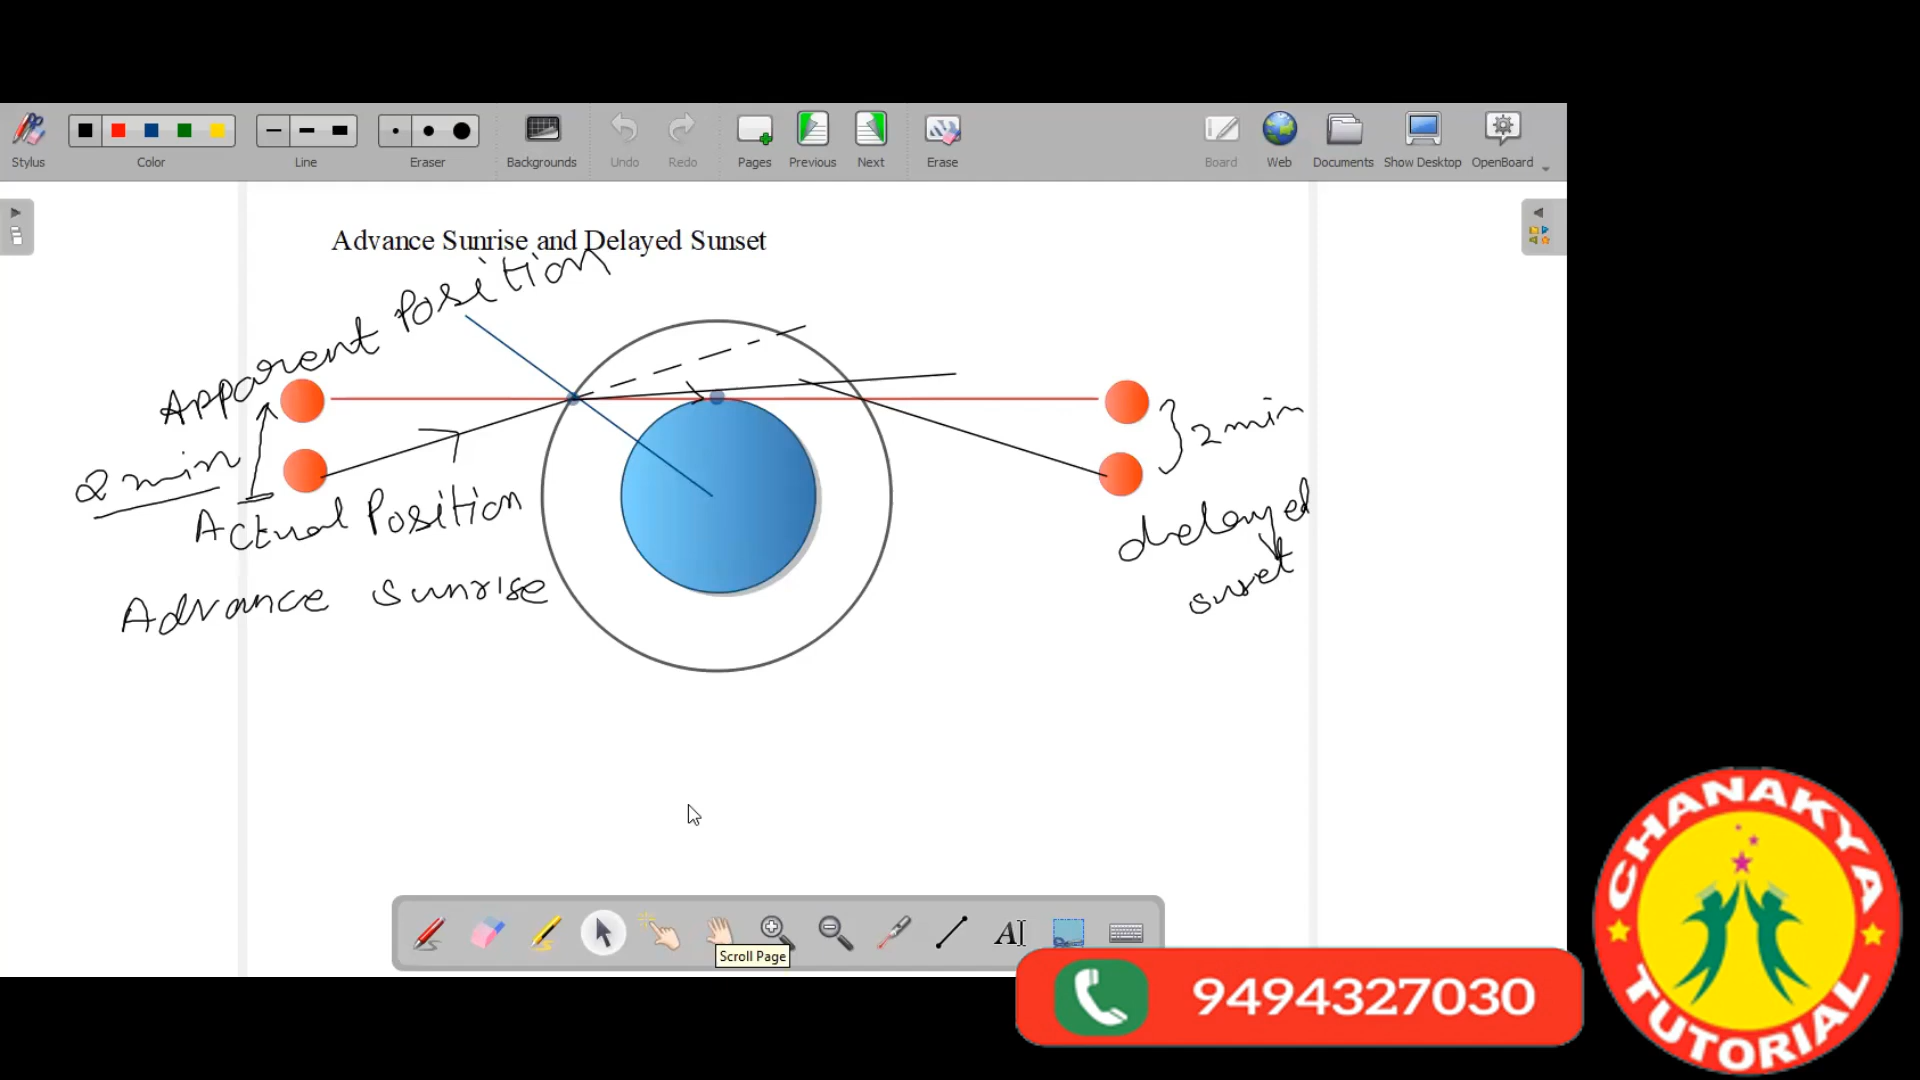 Stylus
Color
Line
Eraser
Backgrounds
Undo
Redo
Pages
Previous
Next
Erase
Board
Web
Documents
Show Desktop
OpenBoard
Advance Sunrise and Delayed Sunset
Apparent Position
2 min
Actual Position
Advance sunrise
2 min
delayed
sunset
A
Scroll Page
9494327030
CHANAKYA
TUTORIAL